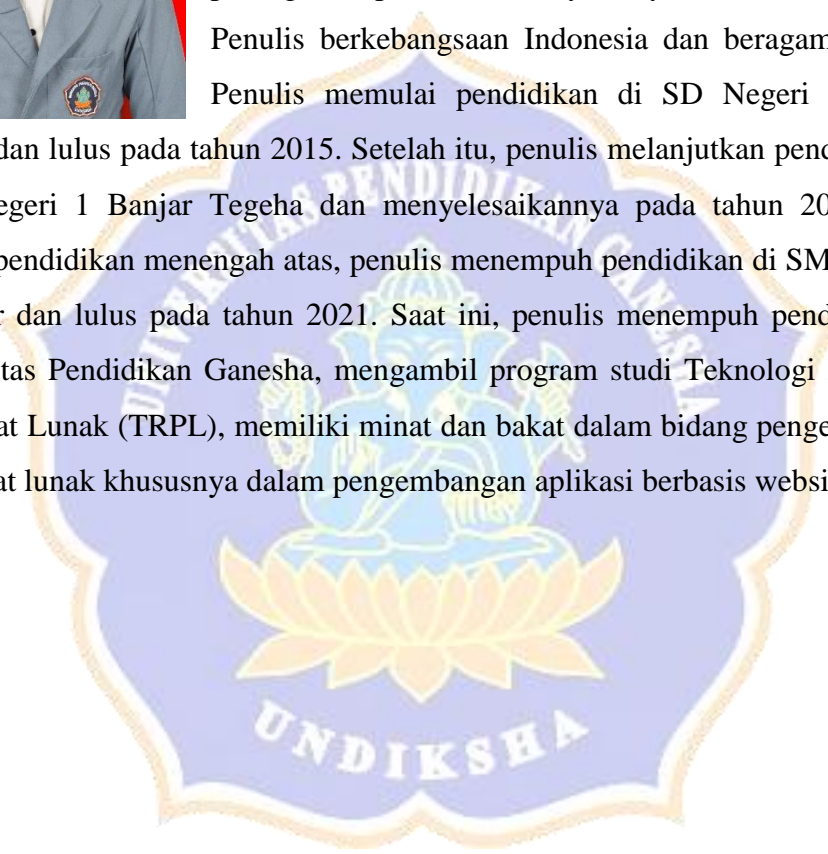 Penulis berkebangsaan Indonesia dan beragam
Penulis memulai pendidikan di SD Negeri
dan lulus pada tahun 2015. Setelah itu, penulis melanjutkan pend
egeri 1 Banjar Tegeha dan menyelesaikannya pada tahun 20
pendidikan menengah atas, penulis menempuh pendidikan di SM
r dan lulus pada tahun 2021. Saat ini, penulis menempuh pend
tas Pendidikan Ganesha, mengambil program studi Teknologi
at Lunak (TRPL), memiliki minat dan bakat dalam bidang penge
at lunak khususnya dalam pengembangan aplikasi berbasis websi
UNIVERSITAS PENDIDIKAN GANESHA
UNDIKSHA